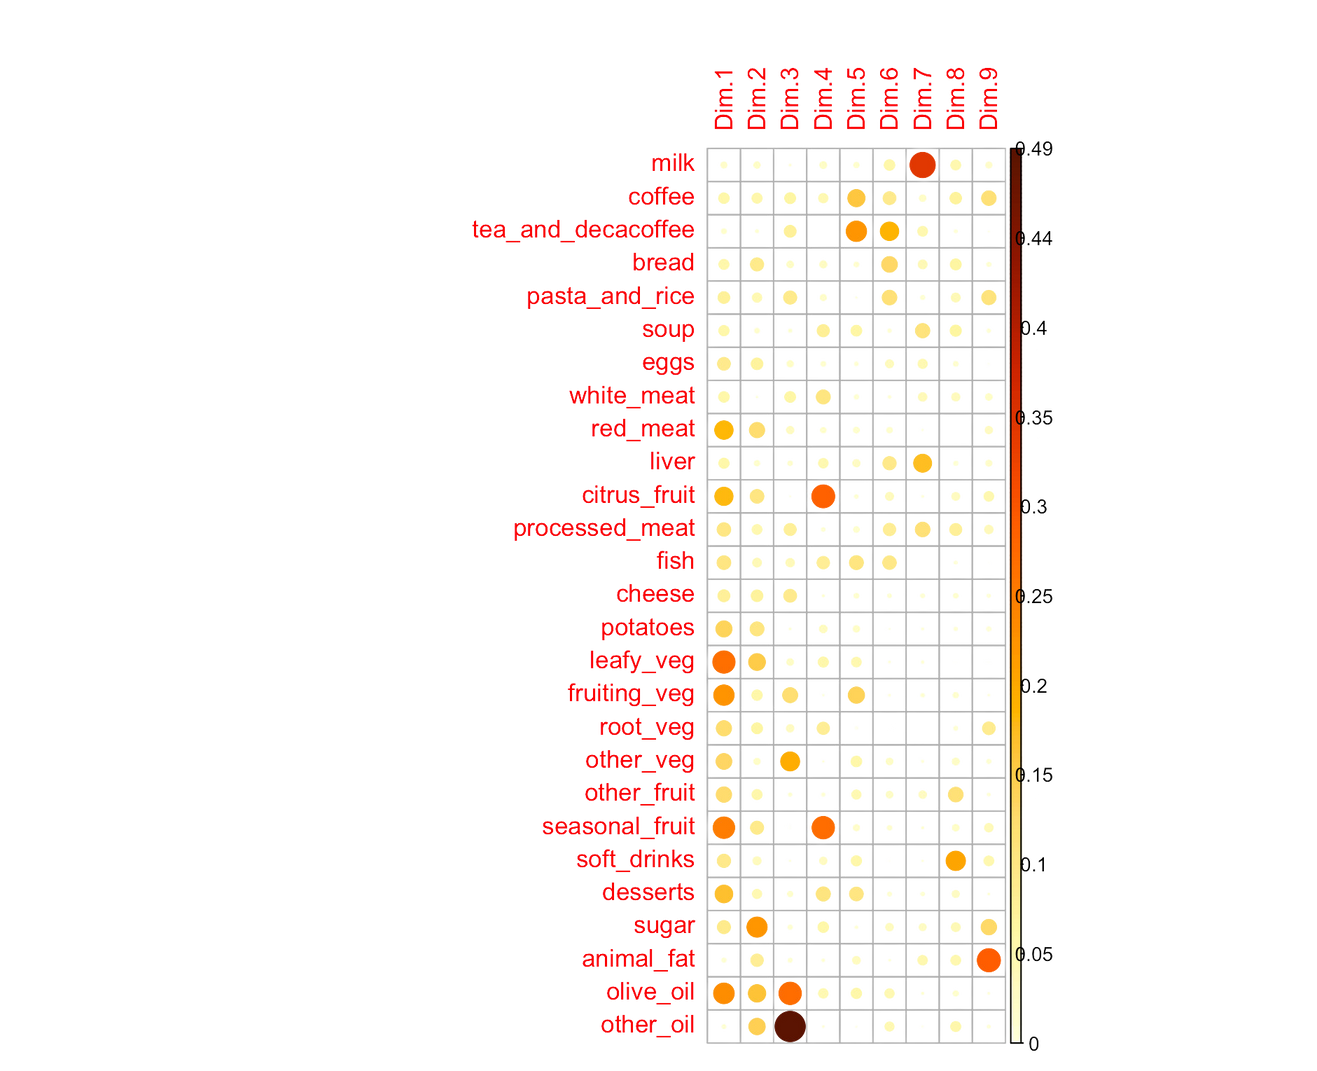 Dim.1 Dim.2 Dim.3 Dim.4 Dim.5 Dim.6 Dim.7 Dim.8 Dim.9
milk
coffee
tea_and_decacoffee
bread
pasta_and_rice
soup
eggs
white_meat
red_meat
liver
citrus_fruit
processed_meat
fish
cheese
potatoes
leafy_veg
fruiting_veg
root_veg
other_veg
other_fruit
seasonal_fruit
soft_drinks
desserts
sugar
animal_fat
olive_oil
other_oil
0.49
0.44
0.4
0.35
0.3
0.25
0.2
0.15
0.1
0.05
0